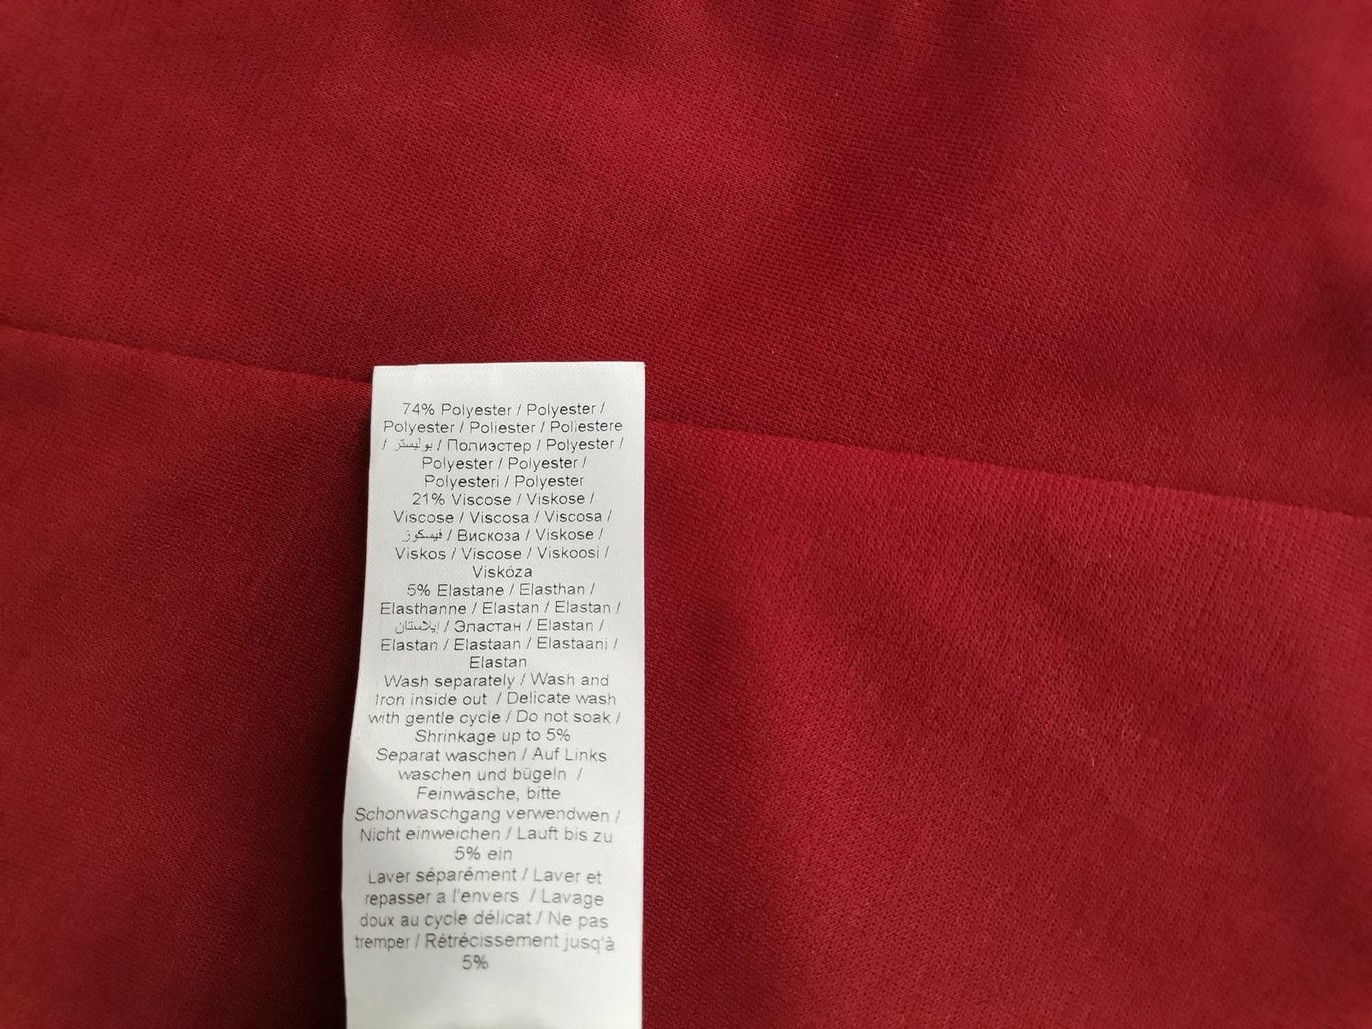 74% Polyester / Polyester /
Polyester / Poliester / Poliestere
/ بوليستر / Полиэстер / Polyester /
Polyester / Polyester /
Polyesteri / Polyester
21% Viscose / Viskose /
Viscose / Viscosa / Viscosa /
فيسكوز / Вискоза / Viskose /
Viskos / Viscose / Viskoosi /
Viskóza
5% Elastane / Elasthan /
Elasthanne / Elastan / Elastan /
إيلاستان / Эластан / Elastan /
Elastan / Elastaan / Elastaani /
Elastan
Wash separately / Wash and
Iron inside out / Delicate wash
with gentle cycle / Do not soak /
Shrinkage up to 5%
Separat waschen / Auf Links
waschen und bügeln /
Feinwäsche, bitte
Schonwaschgang verwendwen /
Nicht einweichen / Lauft bis zu
5% ein
Laver séparément / Laver et
repasser a l'envers / Lavage
doux au cycle délicat / Ne pas
tremper / Rétrécissement jusq'à
5%